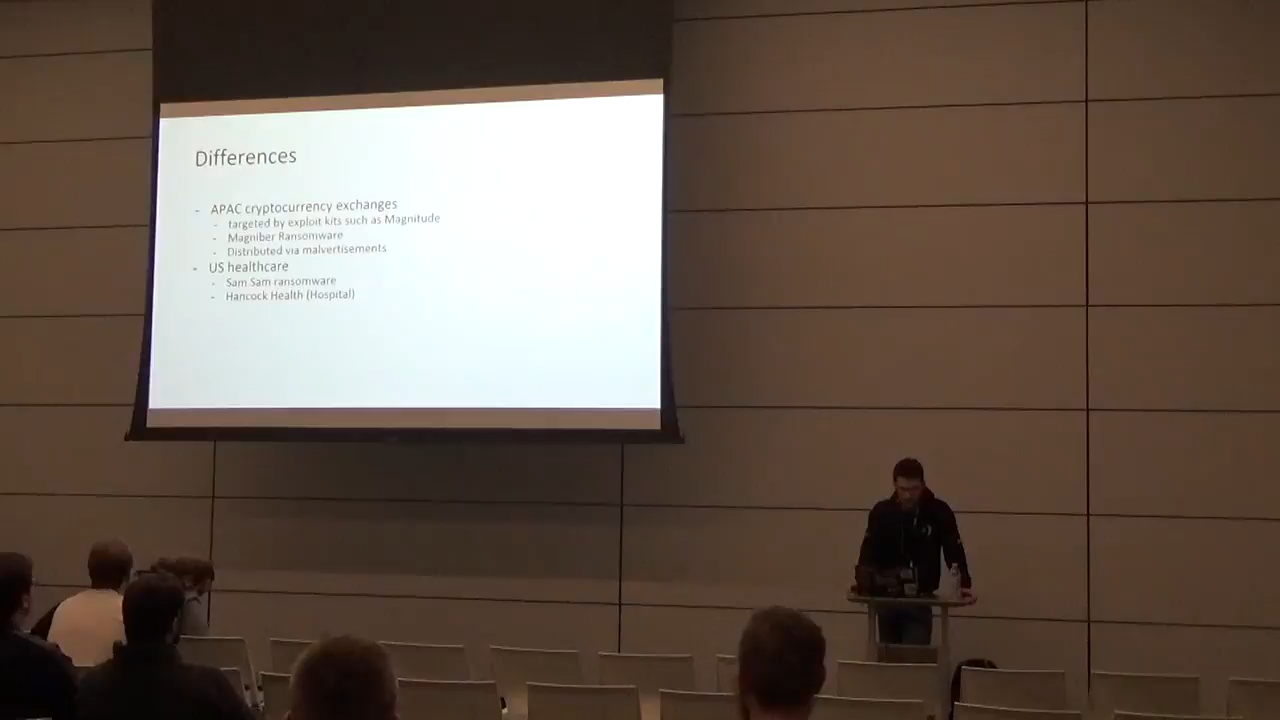 Differences
- APAC cryptocurrency exchanges
- targeted by exploit kits such as Magnitude
- Magniber Ransomware
- Distributed via malvertisements
- US healthcare
- Sam Sam ransomware
- Hancock Health (Hospital)